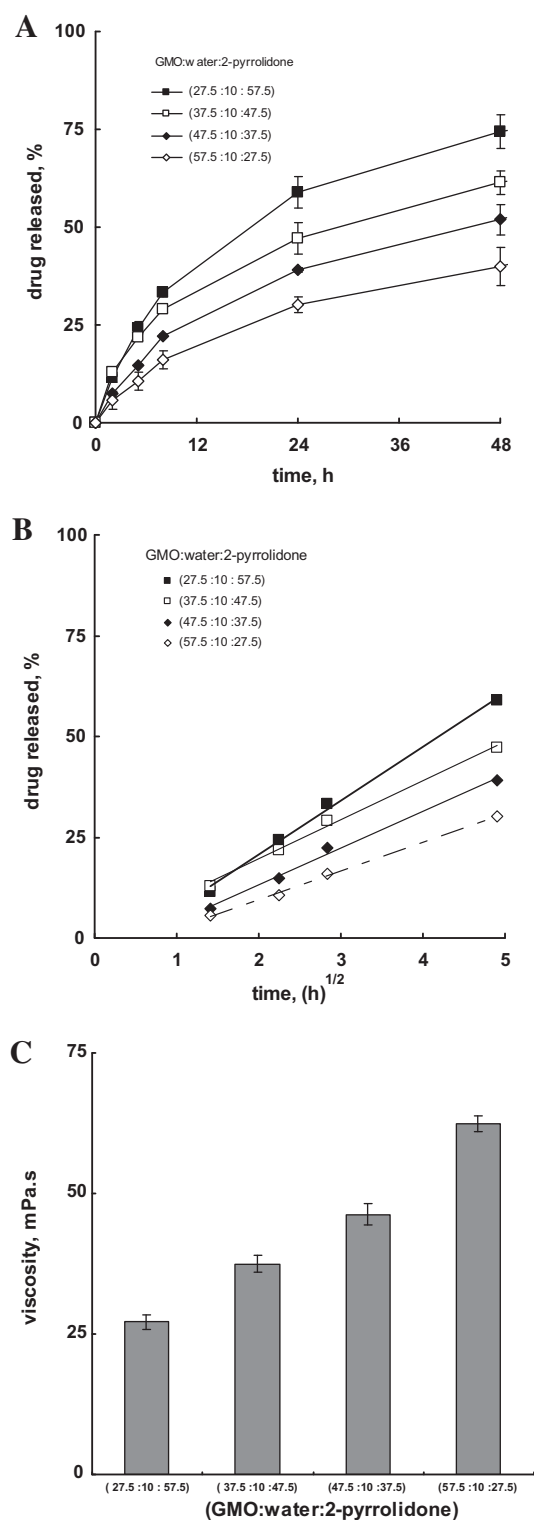 A
100
75
50
25
0
drug released, %
GMO:water:2-pyrrolidone
(27.5 :10 : 57.5)
(37.5 :10 :47.5)
(47.5 :10 :37.5)
(57.5 :10 :27.5)
0 12 24 36 48
time, h
B
100
75
50
25
0
drug released, %
GMO:water:2-pyrrolidone
(27.5 :10 : 57.5)
(37.5 :10 :47.5)
(47.5 :10 :37.5)
(57.5 :10 :27.5)
0 1 2 3 4 5
time, (h)1/2
C
75
50
25
0
viscosity, mPa.s
( 27.5 :10 : 57.5) ( 37.5 :10 :47.5) (47.5 :10 :37.5) (57.5 :10 :27.5)
(GMO:water:2-pyrrolidone)